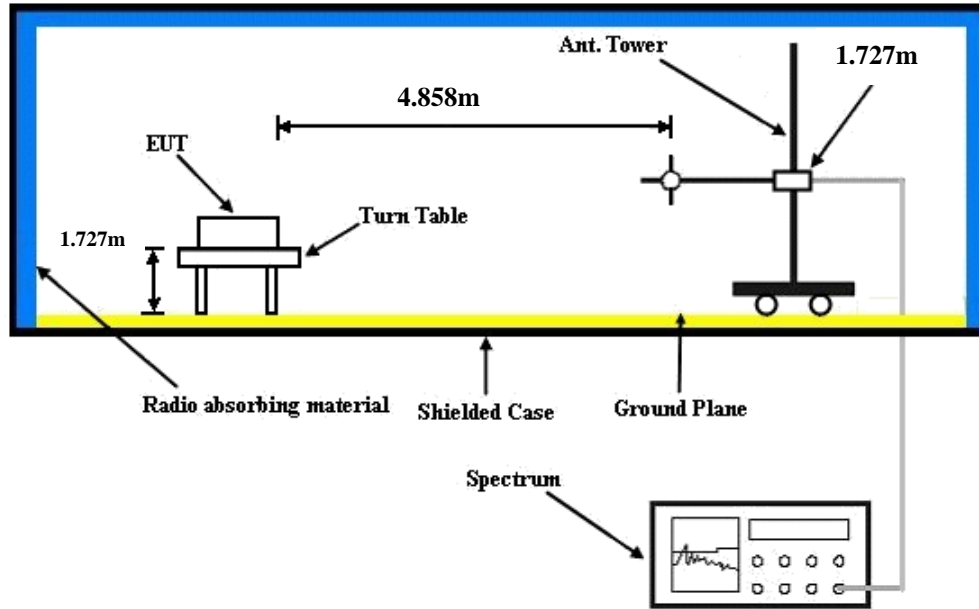 Ant. Tower
1.727m
4.858m
EUT
Turn Table
1.727m
Radio absorbing material
Shielded Case
Ground Plane
Spectrum